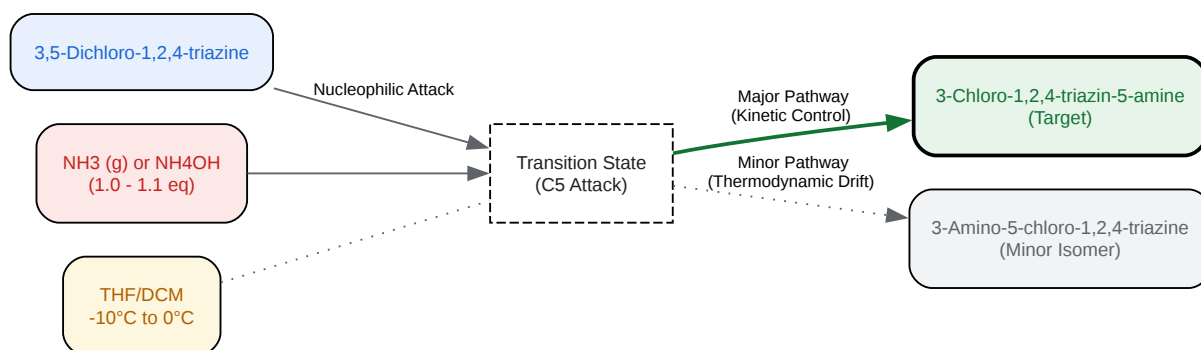 3,5-Dichloro-1,2,4-triazine
Nucleophilic Attack
NH3 (g) or NH4OH
(1.0 - 1.1 eq)
THF/DCM
-10°C to 0°C
Transition State
(C5 Attack)
Major Pathway
(Kinetic Control)
Minor Pathway
(Thermodynamic Drift)
3-Chloro-1,2,4-triazin-5-amine
(Target)
3-Amino-5-chloro-1,2,4-triazine
(Minor Isomer)